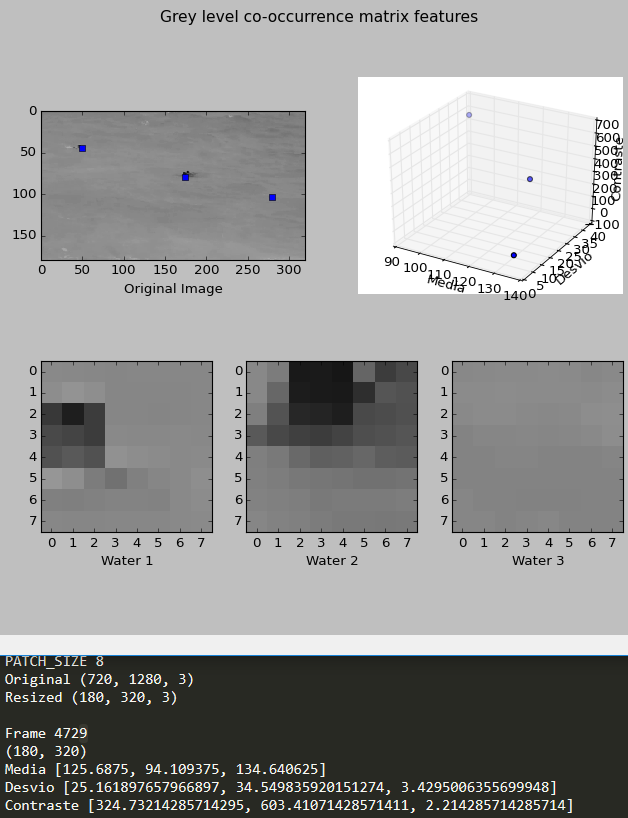 Grey level co-occurrence matrix features
0
50
100
150
0 50 100 150 200 250 300
Original Image
700
600
500
400
300
200
100
0
-100
Contraste
90 100 110 120 130 140
Media
0 5 10 15 20 25 30 35 40
Desvio
0
1
2
3
4
5
6
7
0 1 2 3 4 5 6 7
Water 1
0
1
2
3
4
5
6
7
0 1 2 3 4 5 6 7
Water 2
0
1
2
3
4
5
6
7
0 1 2 3 4 5 6 7
Water 3
PATCH_SIZE 8
Original (720, 1280, 3)
Resized (180, 320, 3)
Frame 4729
(180, 320)
Media [125.6875, 94.109375, 134.640625]
Desvio [25.161897657966897, 34.549835920151274, 3.4295006355699948]
Contraste [324.73214285714295, 603.41071428571411, 2.214285714285714]